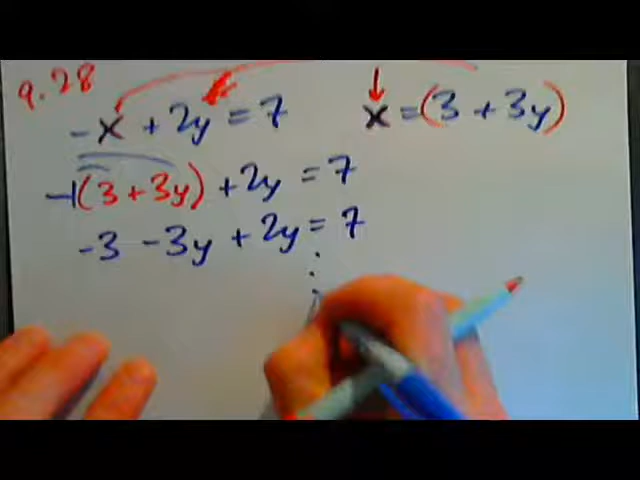 9.28
-x + 2y = 7
x = (3 + 3y)
-1(3 + 3y) + 2y = 7
-3 - 3y + 2y = 7